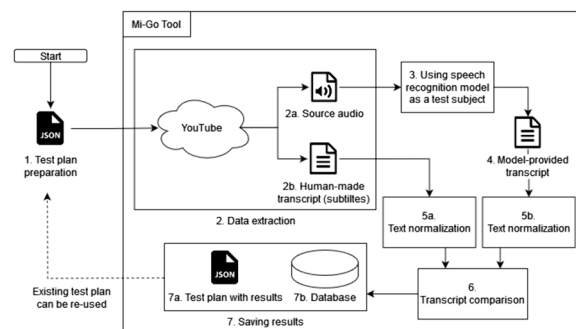 Mi-Go Tool
Start
JSON
1. Test plan
preparation
YouTube
2a. Source audio
2b. Human-made
transcript (subtiltes)
2. Data extraction
3. Using speech
recognition model
as a test subject
4. Model-provided
transcript
5a.
Text normalization
5b.
Text normalization
6.
Transcript comparison
JSON
7a. Test plan with results
7b. Database
7. Saving results
Existing test plan
can be re-used